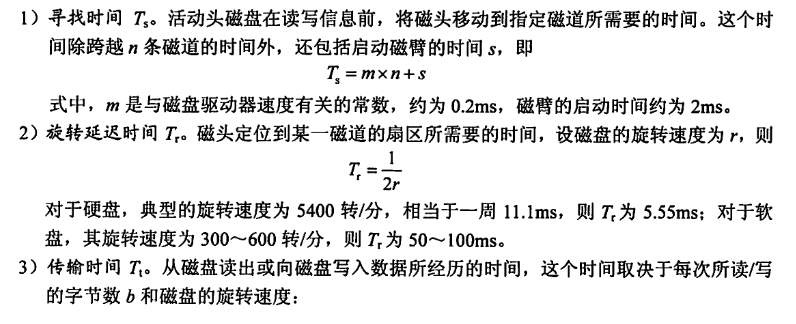 1）寻找时间 Ts。活动头磁盘在读写信息前，将磁头移动到指定磁道所需要的时间。这个时
间除跨越 n 条磁道的时间外，还包括启动磁臂的时间 s，即
Ts = m×n+s
式中，m 是与磁盘驱动器速度有关的常数，约为 0.2ms，磁臂的启动时间约为 2ms。
2）旋转延迟时间 Tr。磁头定位到某一磁道的扇区所需要的时间，设磁盘的旋转速度为 r，则
Tr = 1/2r
对于硬盘，典型的旋转速度为 5400 转/分，相当于一周 11.1ms，则 Tr 为 5.55ms；对于软
盘，其旋转速度为 300～600 转/分，则 Tr 为 50～100ms。
3）传输时间 Tt。从磁盘读出或向磁盘写入数据所经历的时间，这个时间取决于每次所读/写
的字节数 b 和磁盘的旋转速度：